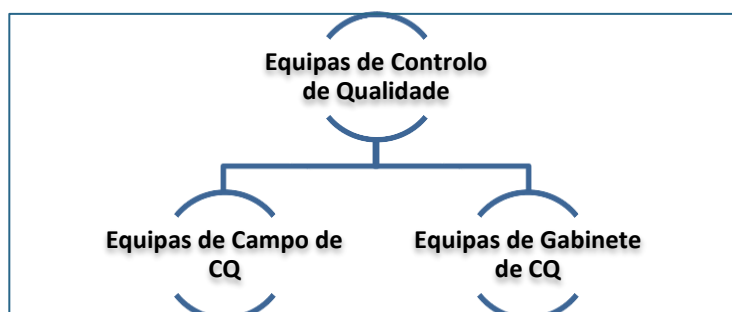 Equipas de Controlo
de Qualidade
Equipas de Campo de
CQ
Equipas de Gabinete
de CQ